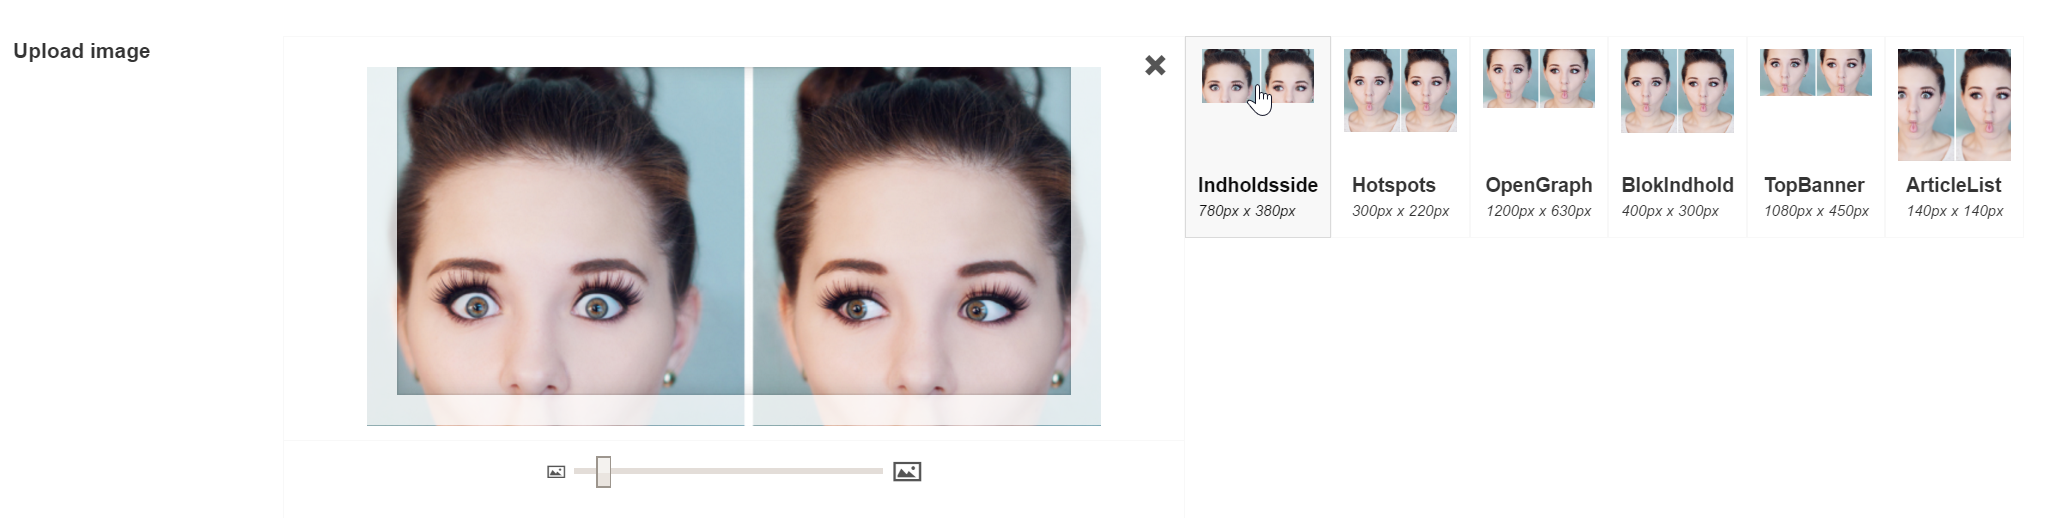 Upload image
Indholdsside
780px x 380px
Hotspots
300px x 220px
OpenGraph
1200px x 630px
BlokIndhold
400px x 300px
TopBanner
1080px x 450px
ArticleList
140px x 140px